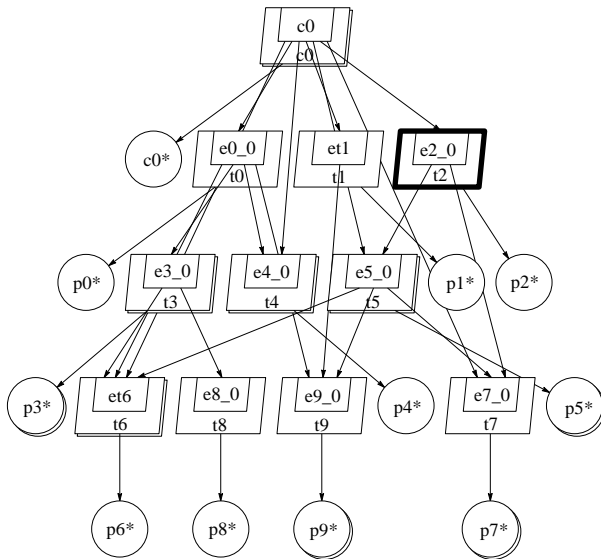 c0
c0
c0*
e0_0
t0
et1
t1
e2_0
t2
p0*
e3_0
t3
e4_0
t4
e5_0
t5
p1*
p2*
p3*
et6
t6
e8_0
t8
e9_0
t9
p4*
e7_0
t7
p5*
p6*
p8*
p9*
p7*